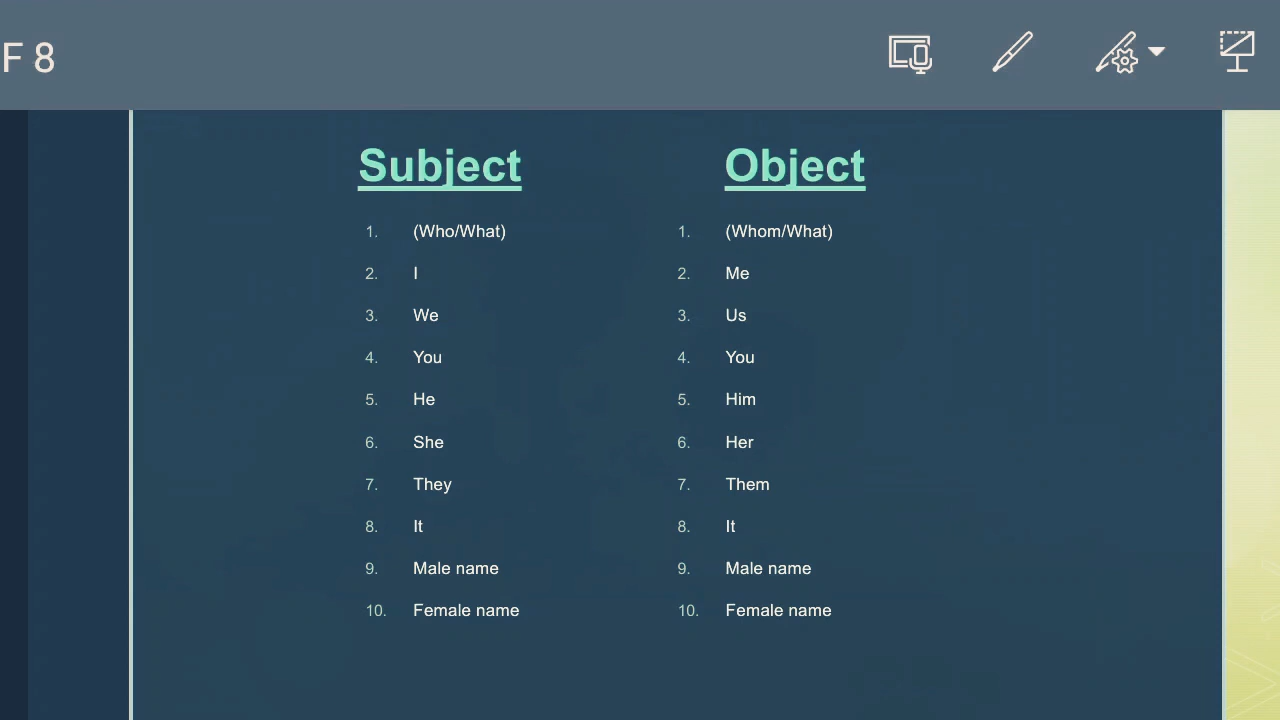 F 8
Subject
1. (Who/What)
2. I
3. We
4. You
5. He
6. She
7. They
8. It
9. Male name
10. Female name
Object
1. (Whom/What)
2. Me
3. Us
4. You
5. Him
6. Her
7. Them
8. It
9. Male name
10. Female name